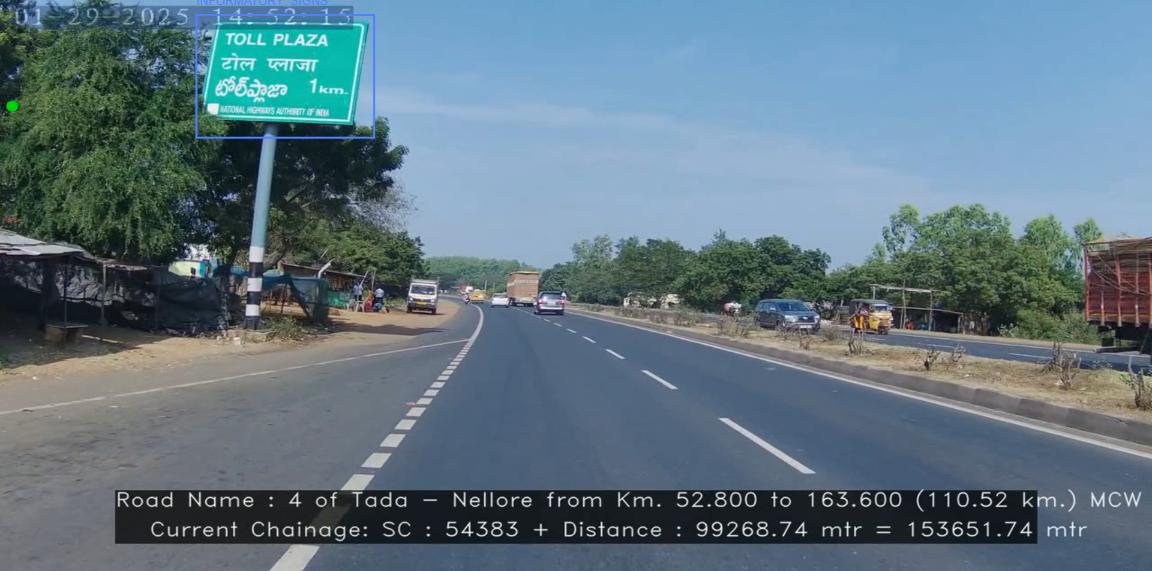 INFORMATORY SIGNS
01-29-2025 14:52:15
TOLL PLAZA
टोल प्लाजा
టోల్‌ప్లాజా 1km.
NATIONAL HIGHWAYS AUTHORITY OF INDIA
Road Name : 4 of Tada - Nellore from Km. 52.800 to 163.600 (110.52 km.) MCW
Current Chainage: SC : 54383 + Distance : 99268.74 mtr = 153651.74 mtr